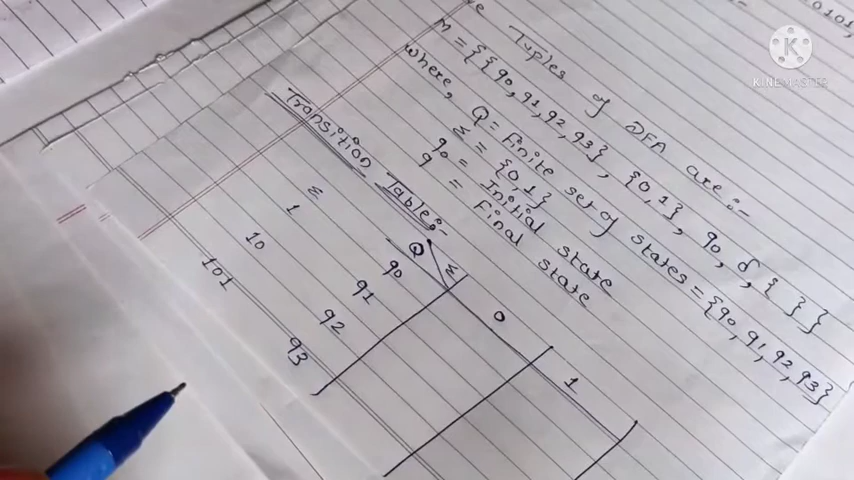 Tuples of DFA are:-
M = {{q0, q1, q2, q3}, {0,1}, q0, δ, { }}
where, Q = Finite set of states = {q0, q1, q2, q3}
Σ = {0,1}
q0 = Initial state
q = Final state
Transition Table:-
Q Σ 0 1
ε q0
1 q1
10 q2
101 q3
K
KINEMASTER